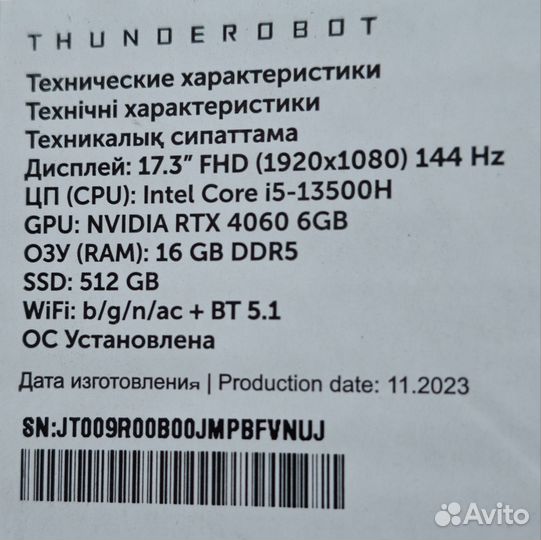 THUNDEROBOT
Технические характеристики
Технічні характеристики
Техникалық сипаттама
Дисплей: 17.3” FHD (1920x1080) 144 Hz
ЦП (CPU): Intel Core i5-13500H
GPU: NVIDIA RTX 4060 6GB
ОЗУ (RAM): 16 GB DDR5
SSD: 512 GB
WiFi: b/g/n/ac + BT 5.1
ОС Установлена
Дата изготовления | Production date: 11.2023
SN:JT009R00B00JMPBFVNUJ
Avito